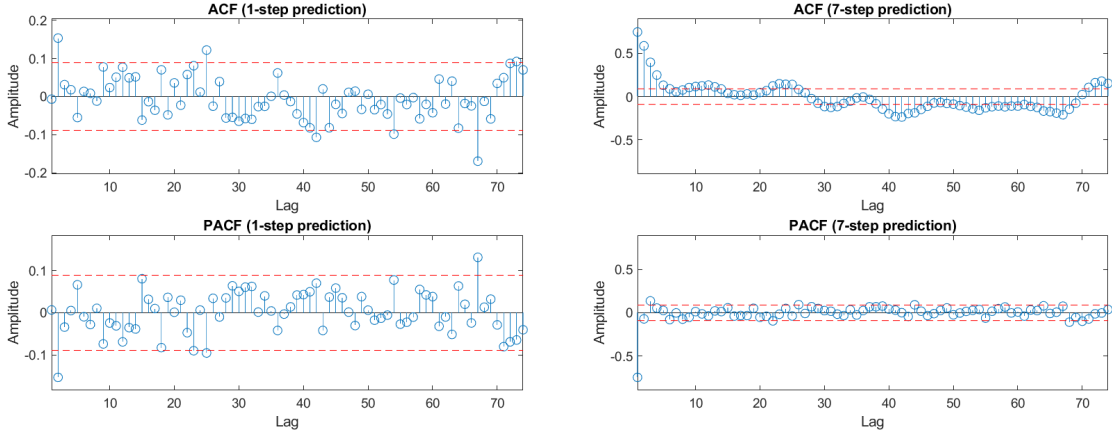 ACF (1-step prediction)
0.2
0.1
0
-0.1
-0.2
Amplitude
10 20 30 40 50 60 70
Lag
ACF (7-step prediction)
0.5
0
-0.5
Amplitude
10 20 30 40 50 60 70
Lag
PACF (1-step prediction)
0.1
0
-0.1
Amplitude
10 20 30 40 50 60 70
Lag
PACF (7-step prediction)
0.5
0
-0.5
Amplitude
10 20 30 40 50 60 70
Lag